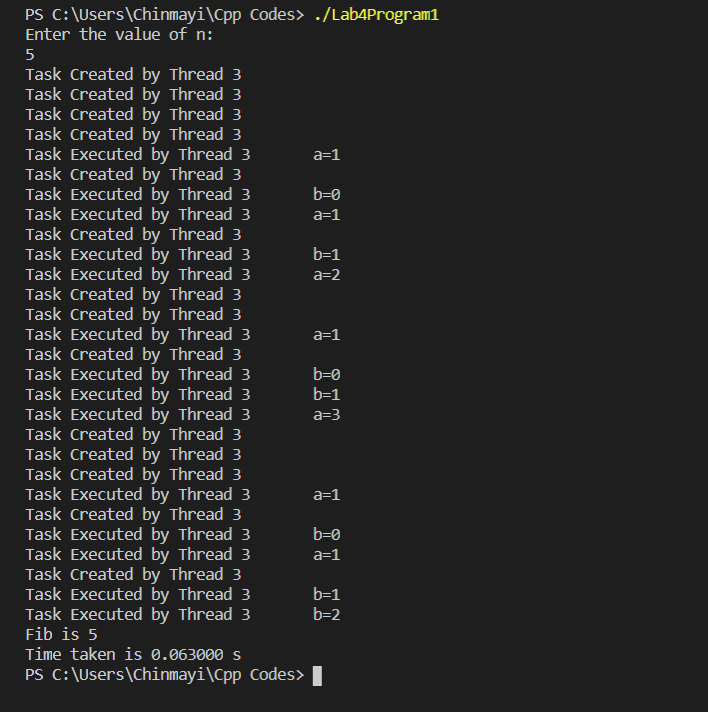 PS C:\Users\Chinmayi\Cpp Codes> ./Lab4Program1
Enter the value of n:
5
Task Created by Thread 3
Task Created by Thread 3
Task Created by Thread 3
Task Created by Thread 3
Task Executed by Thread 3       a=1
Task Created by Thread 3
Task Executed by Thread 3       b=0
Task Executed by Thread 3       a=1
Task Created by Thread 3
Task Executed by Thread 3       b=1
Task Executed by Thread 3       a=2
Task Created by Thread 3
Task Created by Thread 3
Task Executed by Thread 3       a=1
Task Created by Thread 3
Task Executed by Thread 3       b=0
Task Executed by Thread 3       b=1
Task Executed by Thread 3       a=3
Task Created by Thread 3
Task Created by Thread 3
Task Created by Thread 3
Task Executed by Thread 3       a=1
Task Created by Thread 3
Task Executed by Thread 3       b=0
Task Executed by Thread 3       a=1
Task Created by Thread 3
Task Executed by Thread 3       b=1
Task Executed by Thread 3       b=2
Fib is 5
Time taken is 0.063000 s
PS C:\Users\Chinmayi\Cpp Codes>